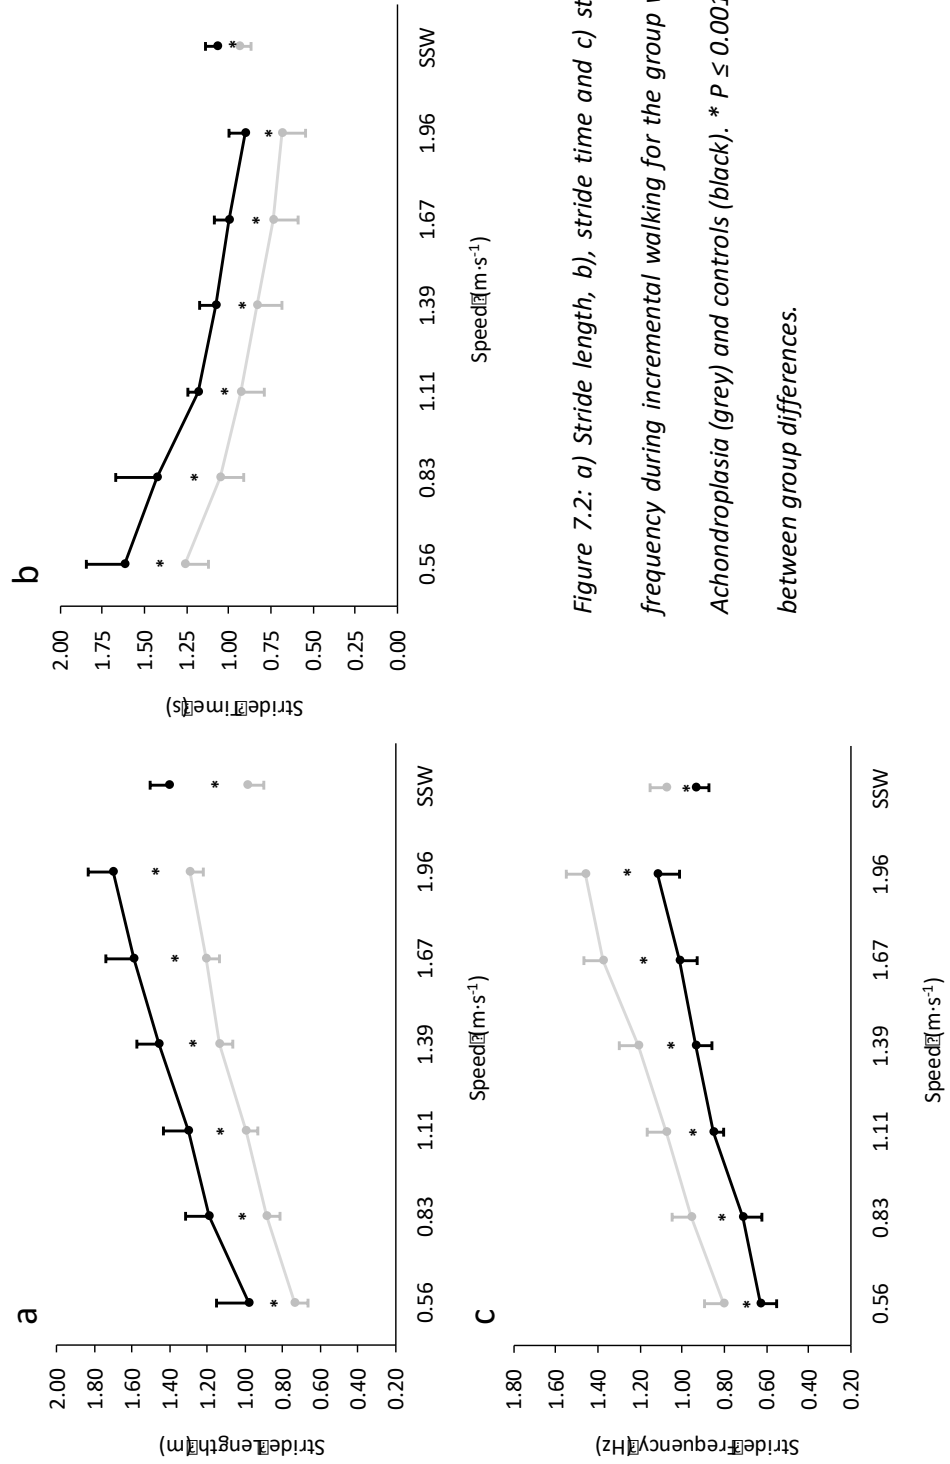 a
Stride Length (m)
2.00
1.80
1.60
1.40
1.20
1.00
0.80
0.60
0.40
0.20
* * * * * * *
0.56 0.83 1.11 1.39 1.67 1.96 SSW
Speed (m·s-1)
b
Stride Time (s)
2.00
1.75
1.50
1.25
1.00
0.75
0.50
0.25
0.00
* * * * * * *
0.56 0.83 1.11 1.39 1.67 1.96 SSW
Speed (m·s-1)
c
Stride Frequency (Hz)
1.80
1.60
1.40
1.20
1.00
0.80
0.60
0.40
0.20
* * * * * * *
0.56 0.83 1.11 1.39 1.67 1.96 SSW
Speed (m·s-1)
Figure 7.2: a) Stride length, b), stride time and c)
frequency during incremental walking for the group
Achondroplasia (grey) and controls (black). * P ≤ 0.001
between group differences.